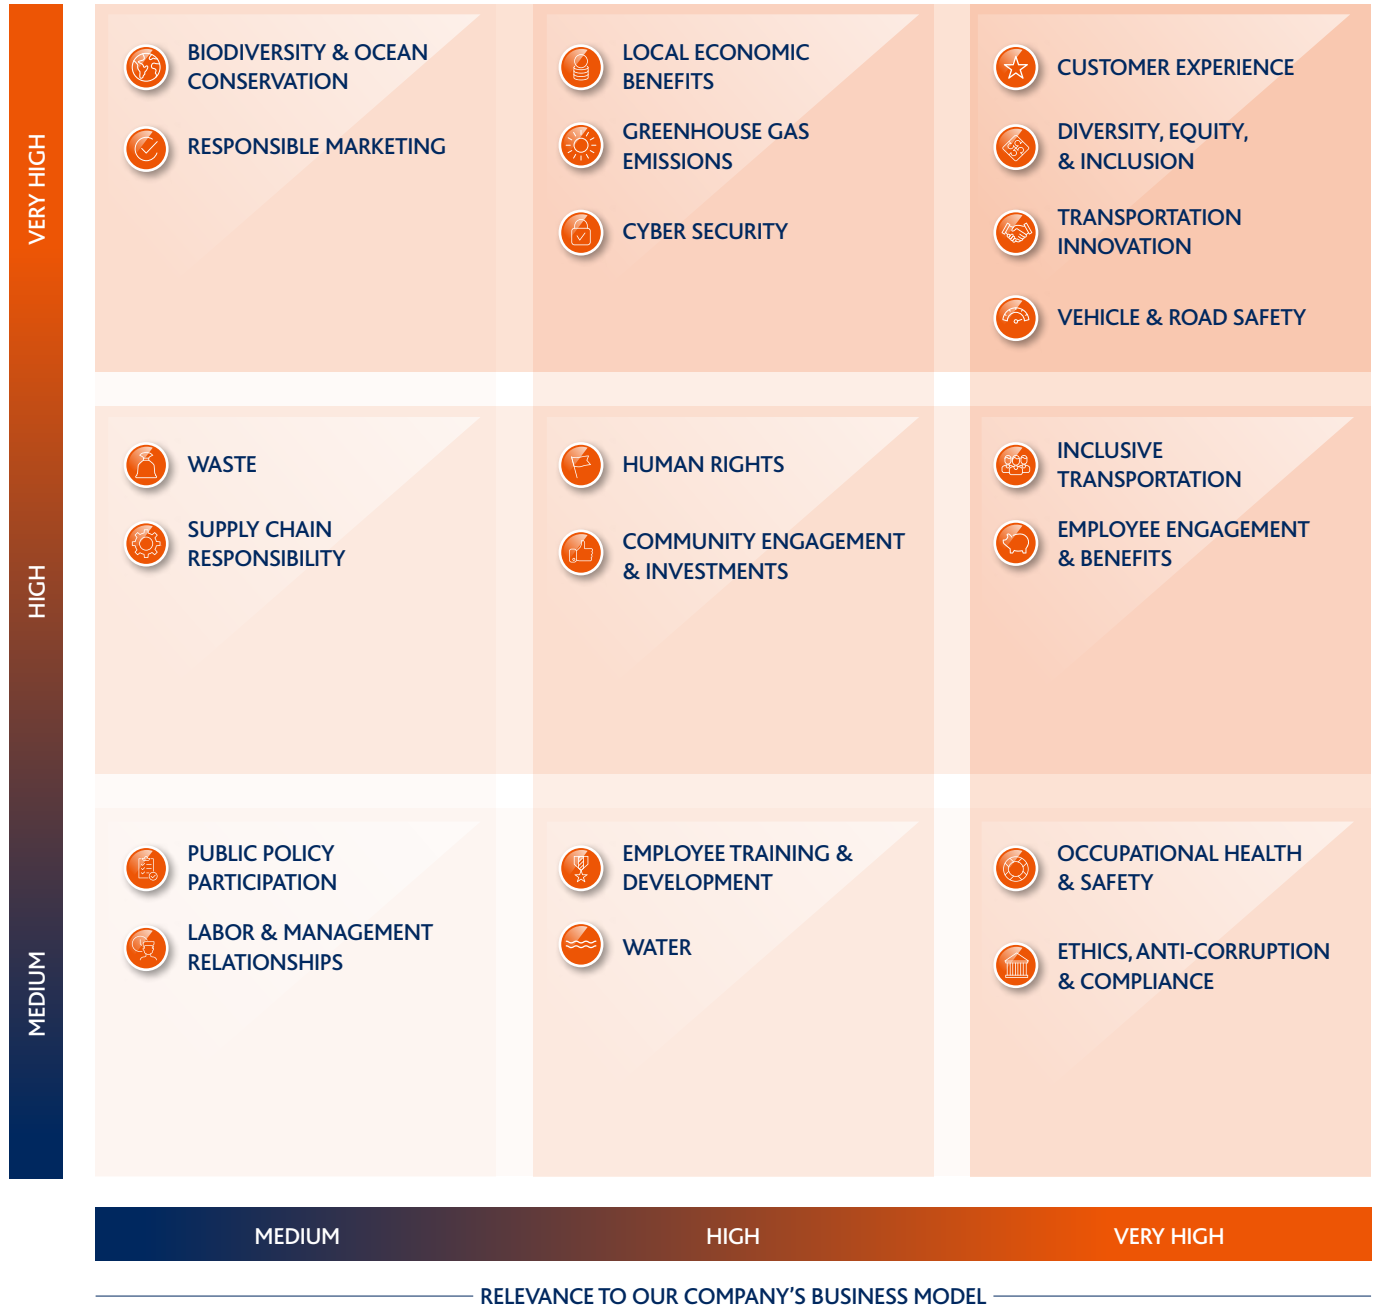 VERY HIGH
BIODIVERSITY & OCEAN
CONSERVATION
RESPONSIBLE MARKETING
LOCAL ECONOMIC
BENEFITS
GREENHOUSE GAS
EMISSIONS
CYBER SECURITY
CUSTOMER EXPERIENCE
DIVERSITY, EQUITY,
& INCLUSION
TRANSPORTATION
INNOVATION
VEHICLE & ROAD SAFETY
HIGH
WASTE
SUPPLY CHAIN
RESPONSIBILITY
HUMAN RIGHTS
COMMUNITY ENGAGEMENT
& INVESTMENTS
INCLUSIVE
TRANSPORTATION
EMPLOYEE ENGAGEMENT
& BENEFITS
MEDIUM
PUBLIC POLICY
PARTICIPATION
LABOR & MANAGEMENT
RELATIONSHIPS
EMPLOYEE TRAINING &
DEVELOPMENT
WATER
OCCUPATIONAL HEALTH
& SAFETY
ETHICS, ANTI-CORRUPTION
& COMPLIANCE
MEDIUM
HIGH
VERY HIGH
RELEVANCE TO OUR COMPANY'S BUSINESS MODEL